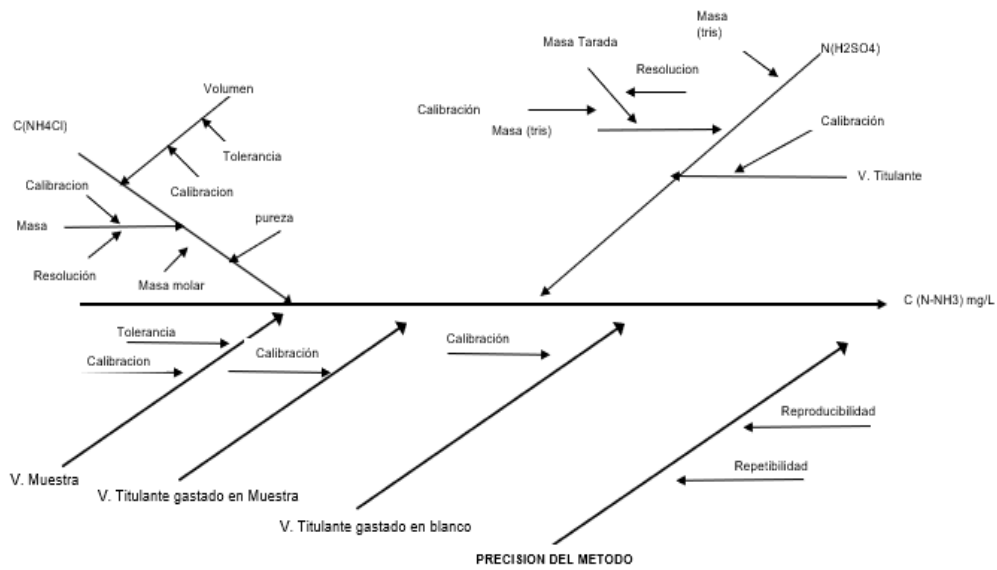 Masa
(tris)
Masa Tarada
N(H2SO4)
Resolucion
Volumen
Calibración
Calibración
C(NH4Cl)
Masa (tris)
Tolerancia
V. Titulante
Calibracion
Calibracion
pureza
Masa
Resolución
Masa molar
C (N-NH3) mg/L
Tolerancia
Calibracion
Calibración
Calibración
Reproducibilidad
Repetibilidad
V. Muestra
V. Titulante gastado en Muestra
V. Titulante gastado en blanco
PRECISION DEL METODO